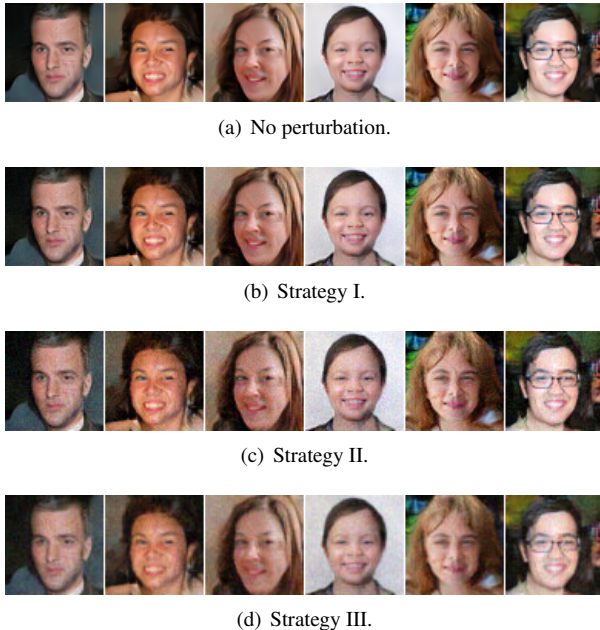 (a) No perturbation.
(b) Strategy I.
(c) Strategy II.
(d) Strategy III.